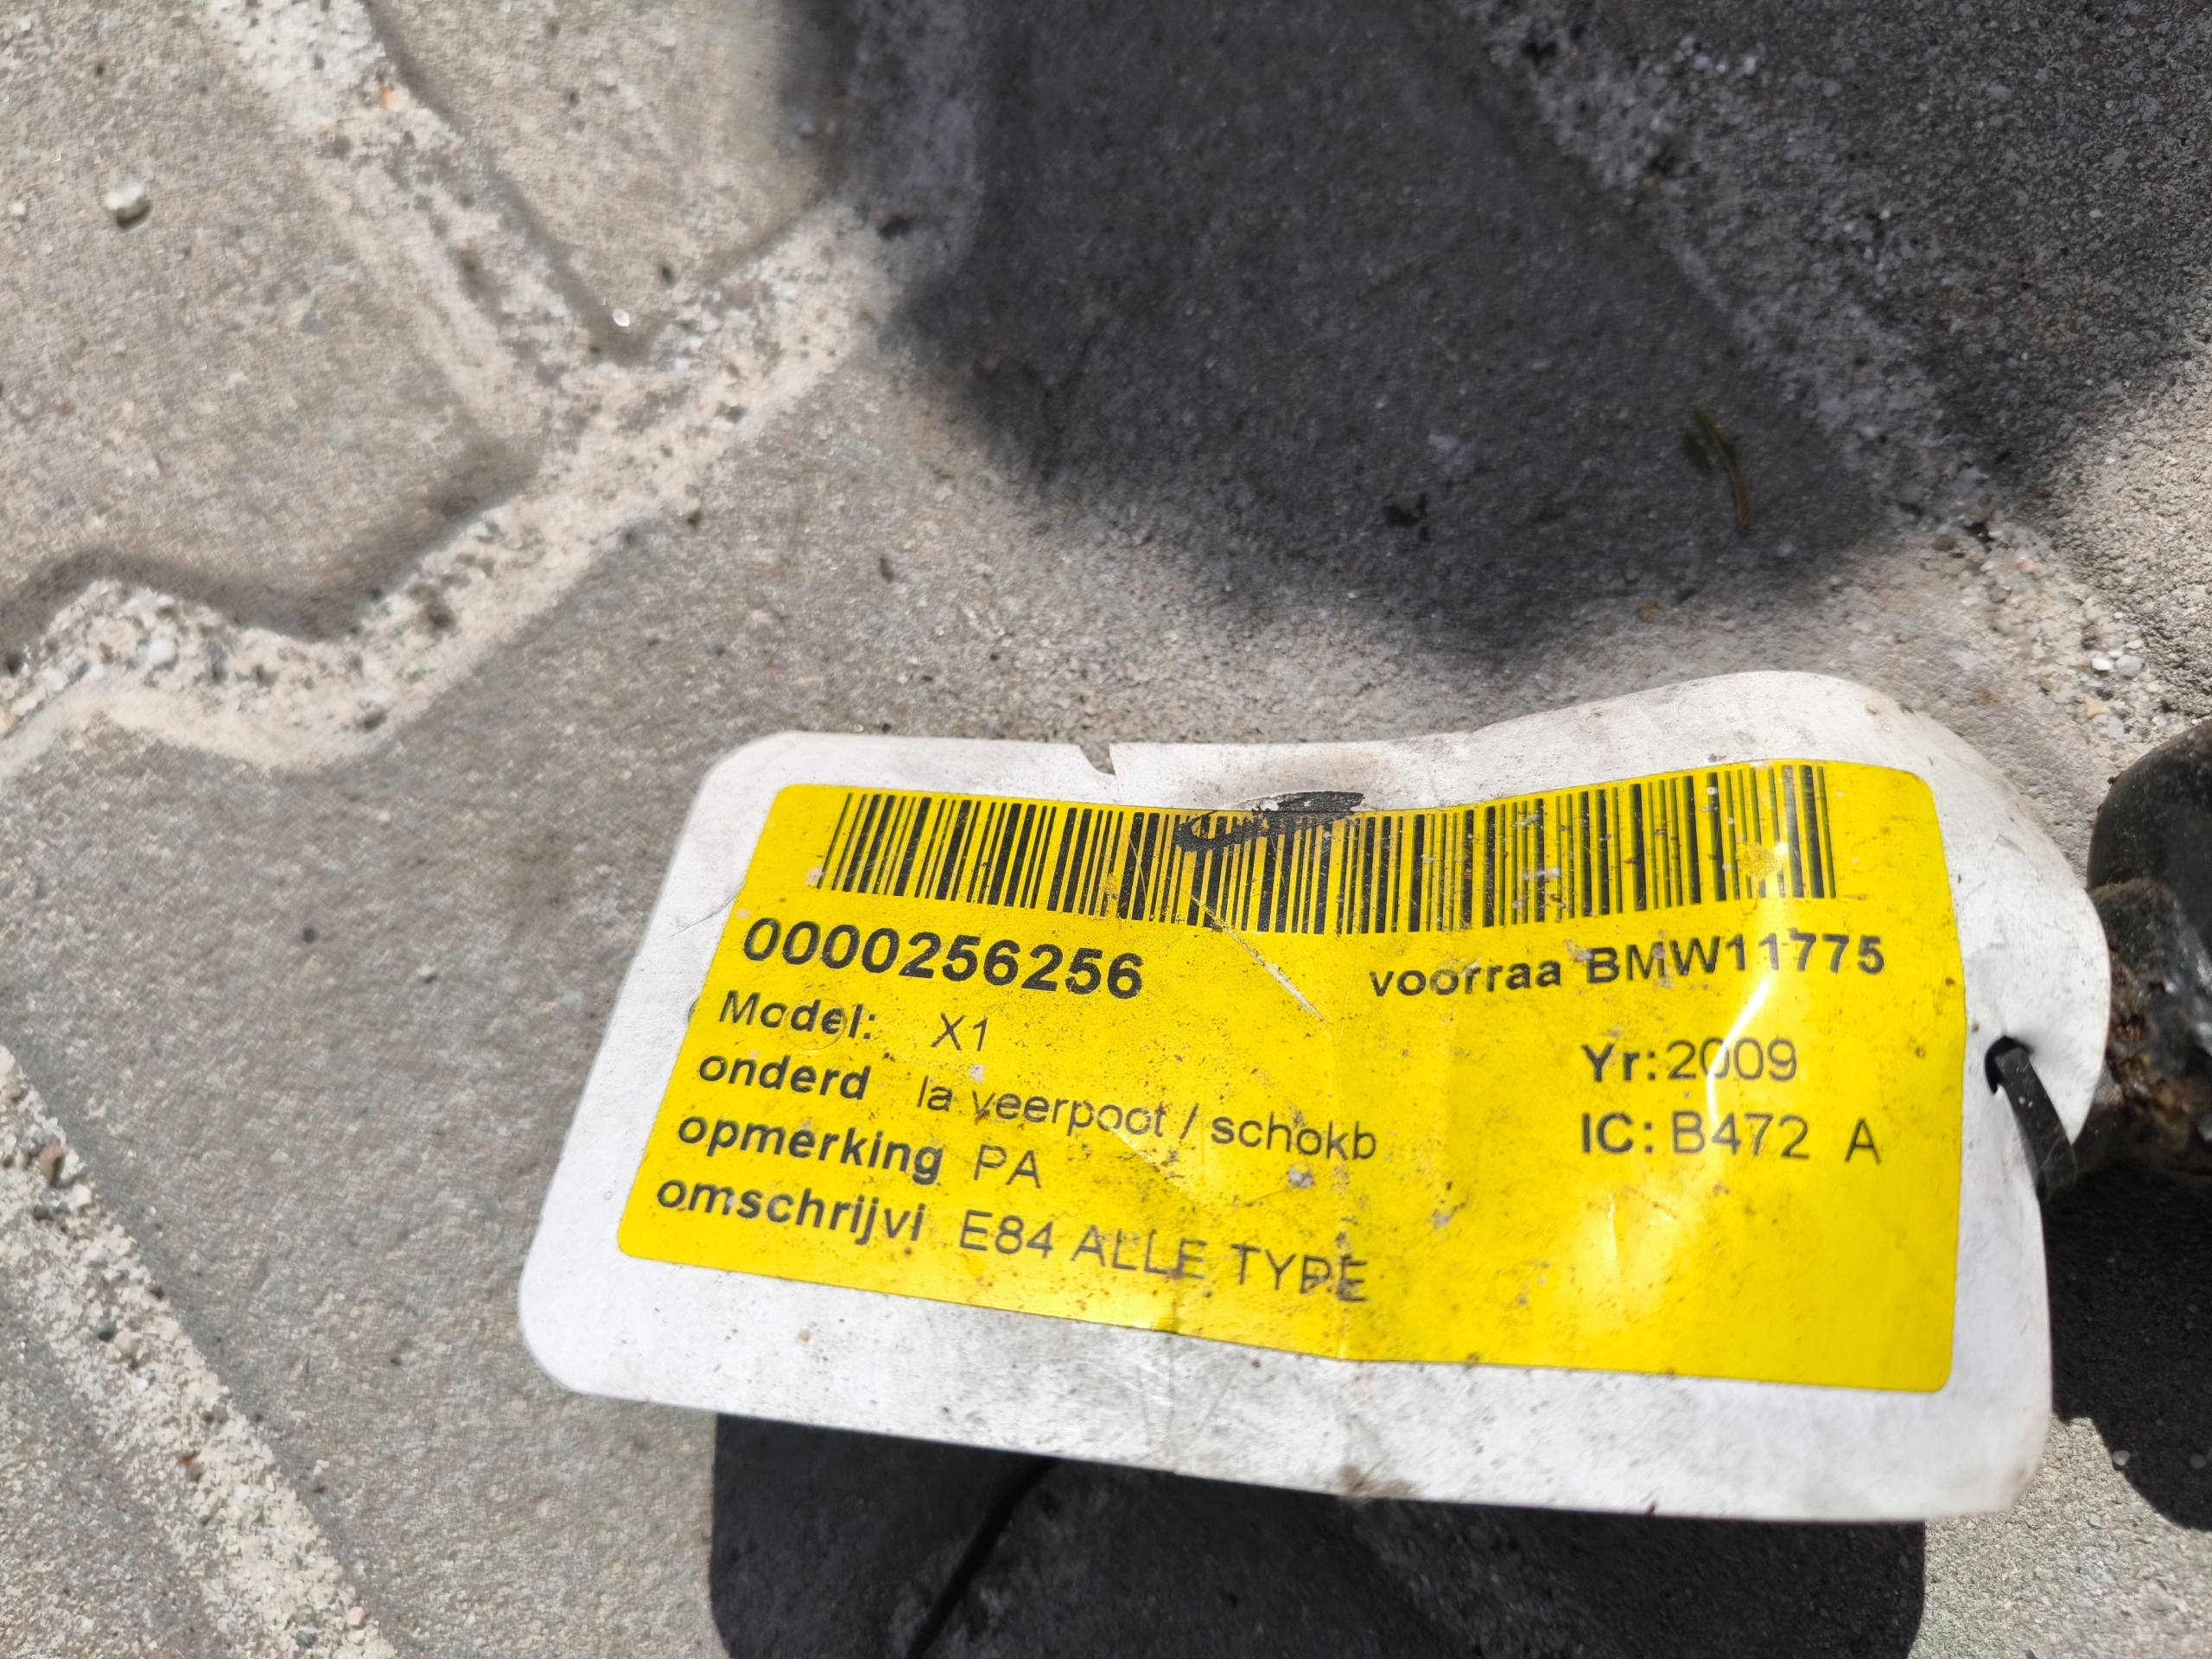 0000256256 voorraa BMW11775
Model: X1 Yr:2009
onderd la veerpoot / schokb IC: B472 A
opmerking PA
omschrijvi E84 ALLE TYPE